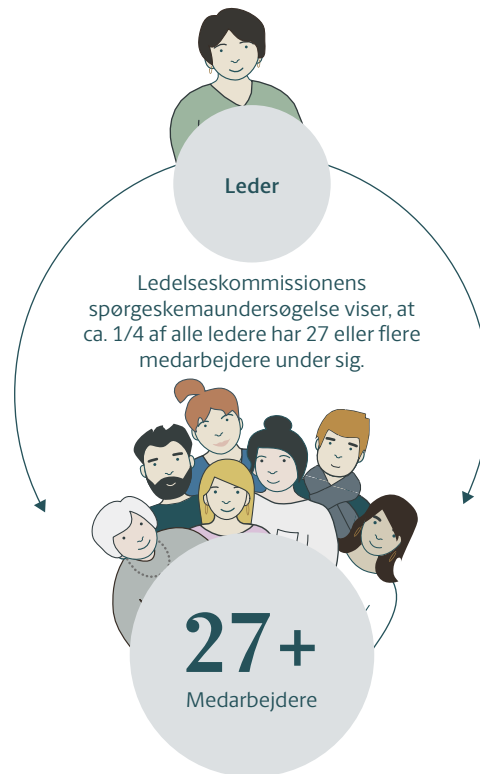 Leder
Ledelseskommissionens
spørgeskemaundersøgelse viser, at
ca. 1/4 af alle ledere har 27 eller flere
medarbejdere under sig.
27+
Medarbejdere